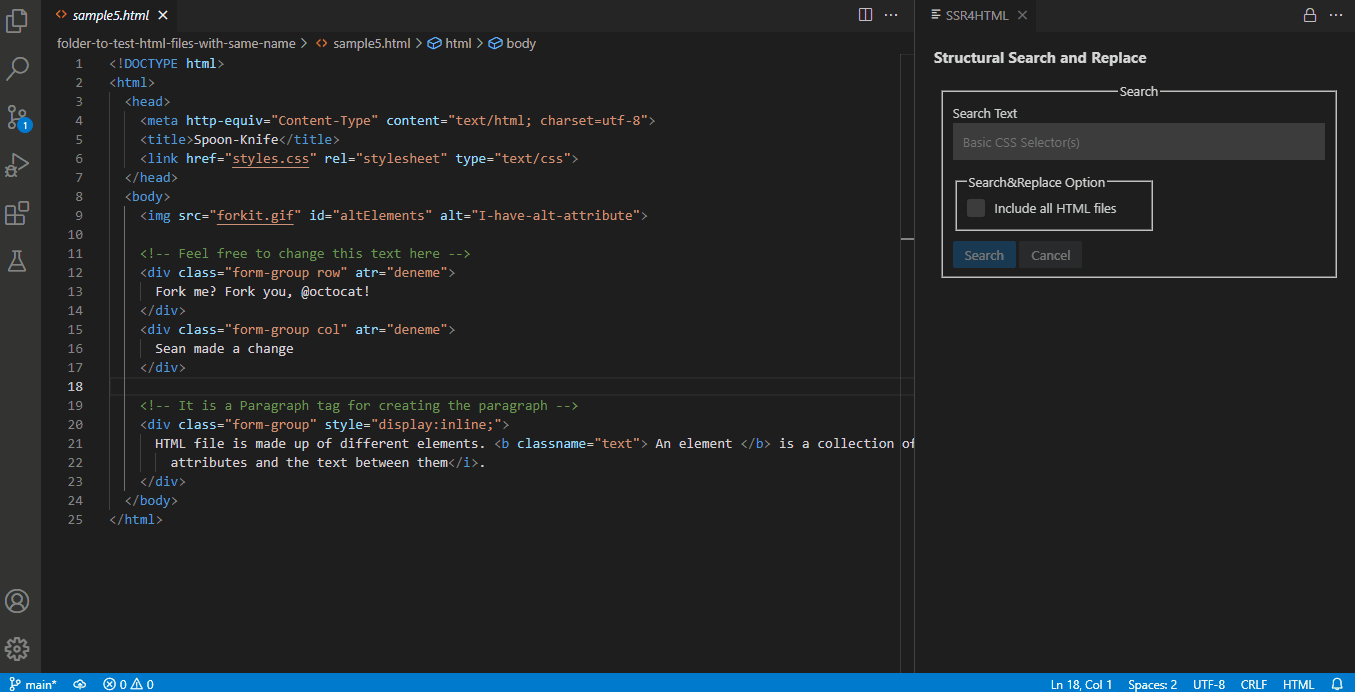 sample5.html
folder-to-test-html-files-with-same-name > sample5.html > html > body
1 <!DOCTYPE html>
2 <html>
3 <head>
4 <meta http-equiv="Content-Type" content="text/html; charset=utf-8">
5 <title>Spoon-Knife</title>
6 <link href="styles.css" rel="stylesheet" type="text/css">
7 </head>
8 <body>
9 <img src="forkit.gif" id="altElements" alt="I-have-alt-attribute">
10
11 <!-- Feel free to change this text here -->
12 <div class="form-group row" atr="deneme">
13 Fork me? Fork you, @octocat!
14 </div>
15 <div class="form-group col" atr="deneme">
16 Sean made a change
17 </div>
18
19 <!-- It is a Paragraph tag for creating the paragraph -->
20 <div class="form-group" style="display:inline;">
21 HTML file is made up of different elements. <b classname="text"> An element </b> is a collection of
22 attributes and the text between them</i>.
23 </div>
24 </body>
25 </html>
SSR4HTML
Structural Search and Replace
Search
Search Text
Basic CSS Selector(s)
Search&Replace Option
Include all HTML files
Search Cancel
1
main* 0 0 Ln 18, Col 1 Spaces: 2 UTF-8 CRLF HTML